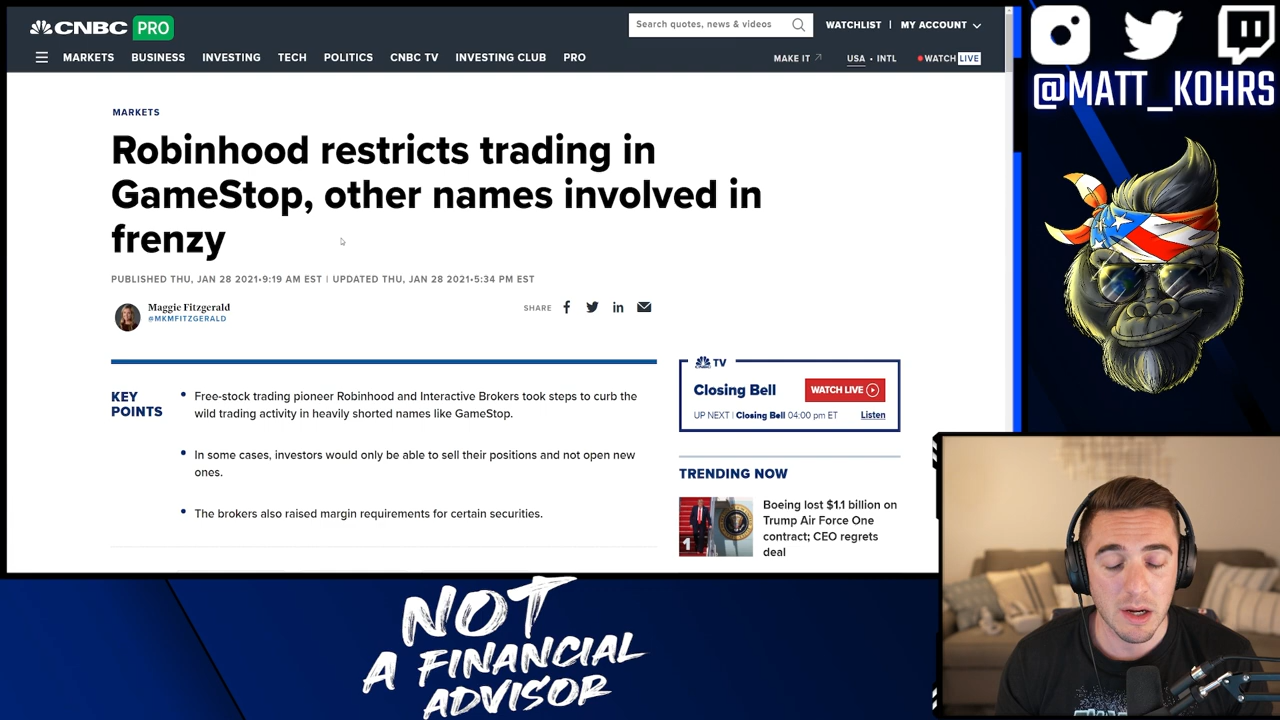 CNBC PRO
Search quotes, news & videos
WATCHLIST | MY ACCOUNT
MARKETS BUSINESS INVESTING TECH POLITICS CNBC TV INVESTING CLUB PRO
MAKE IT USA • INTL WATCH LIVE
@MATT_KOHRS
MARKETS
Robinhood restricts trading in
GameStop, other names involved in
frenzy
PUBLISHED THU, JAN 28 2021•9:19 AM EST | UPDATED THU, JAN 28 2021•5:34 PM EST
Maggie Fitzgerald
@MKMFITZGERALD
SHARE
KEY
POINTS
• Free-stock trading pioneer Robinhood and Interactive Brokers took steps to curb the
wild trading activity in heavily shorted names like GameStop.
• In some cases, investors would only be able to sell their positions and not open new
ones.
• The brokers also raised margin requirements for certain securities.
CNBC TV
Closing Bell
WATCH LIVE
UP NEXT | Closing Bell 04:00 pm ET Listen
TRENDING NOW
1
Boeing lost $1.1 billion on
Trump Air Force One
contract; CEO regrets
deal
NOT
A FINANCIAL
ADVISOR